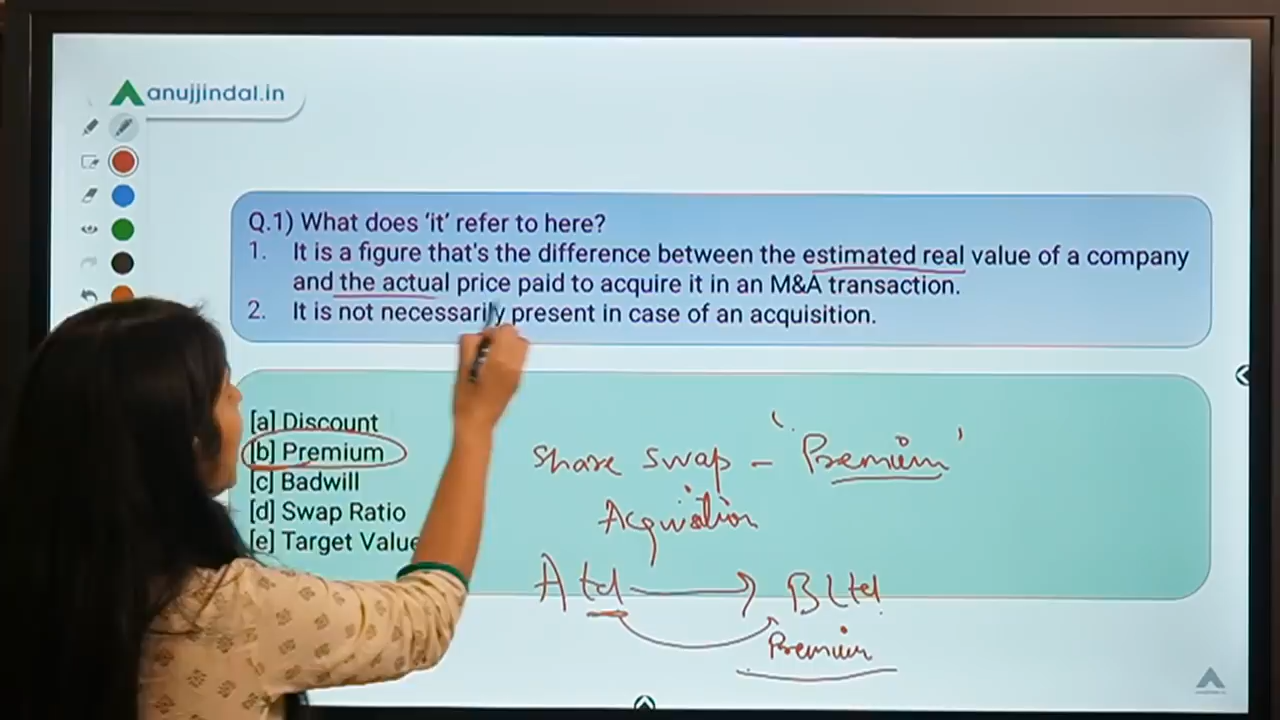 anujjindal.in
Q.1) What does ‘it’ refer to here?
1. It is a figure that's the difference between the estimated real value of a company
and the actual price paid to acquire it in an M&A transaction.
2. It is not necessarily present in case of an acquisition.
[a] Discount
[b] Premium
[c] Badwill
[d] Swap Ratio
[e] Target Value
Share swap - ‘Premium’
Acquistion
A td → B Ltd
Premium